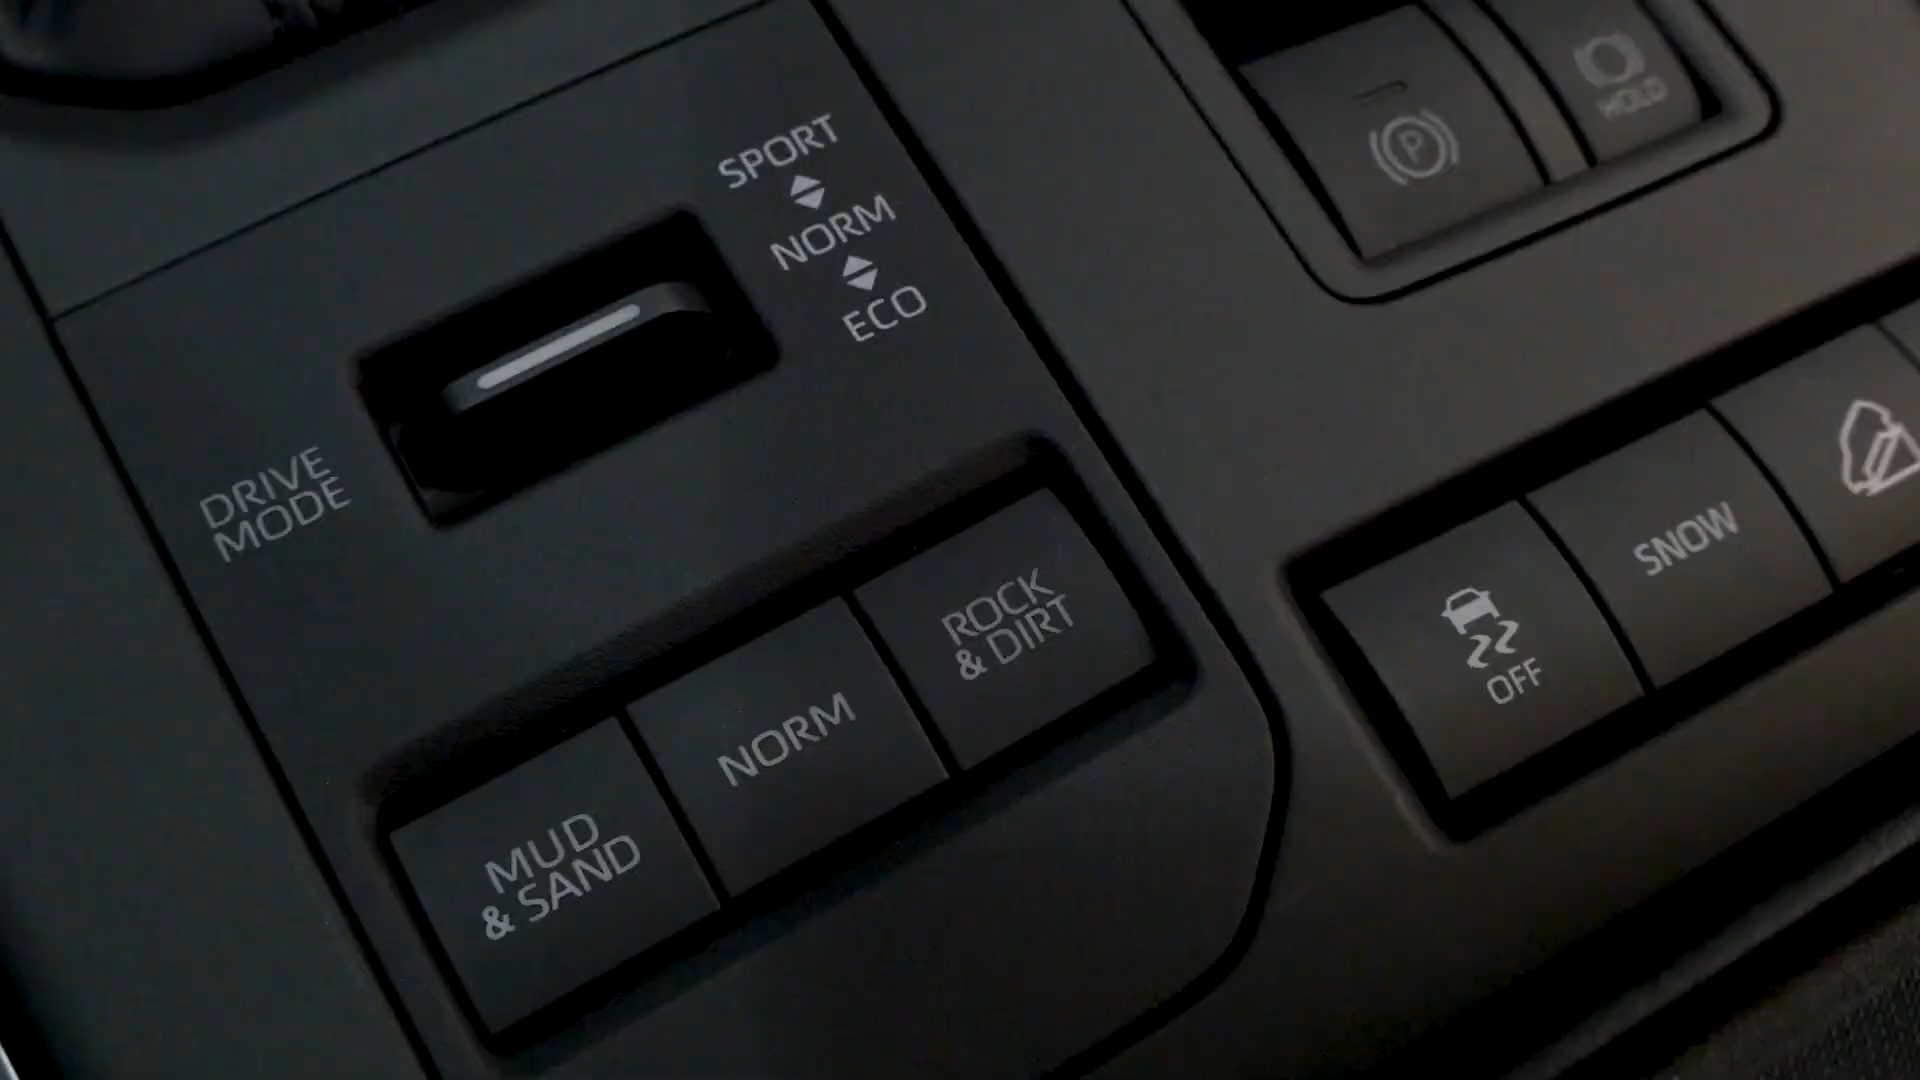 SPORT
NORM
ECO
DRIVE
MODE
MUD
& SAND
NORM
ROCK
& DIRT
P
HOLD
OFF
SNOW